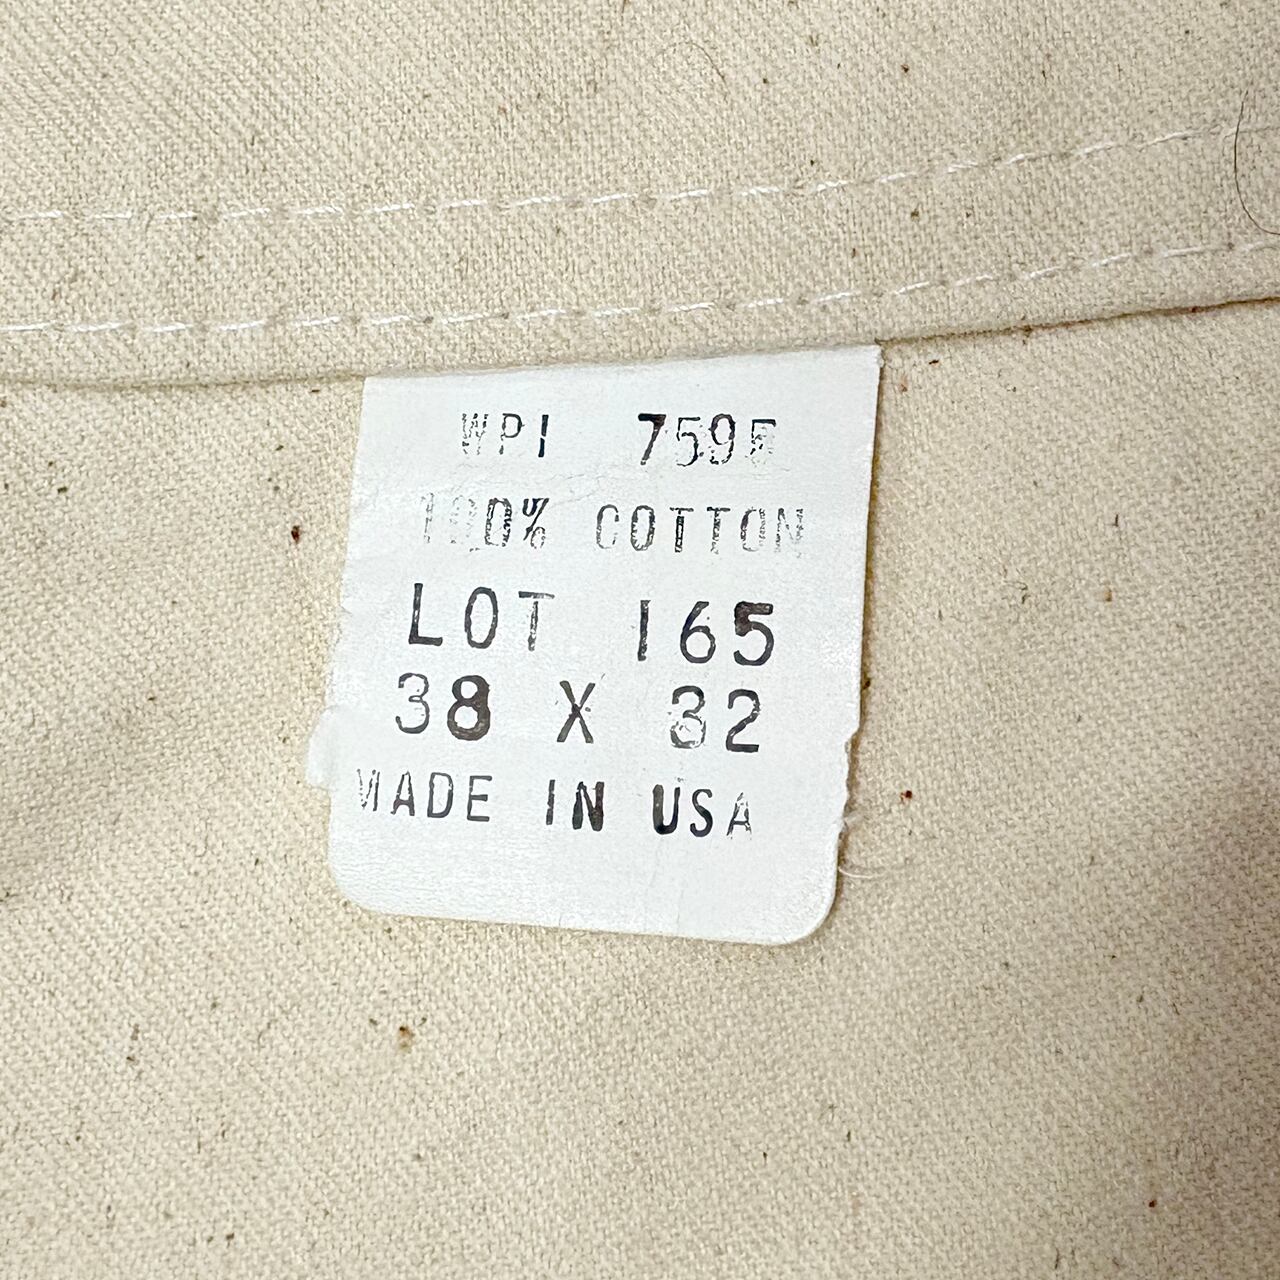 WPI 7595
100% COTTON
LOT 165
38 X 32
MADE IN USA